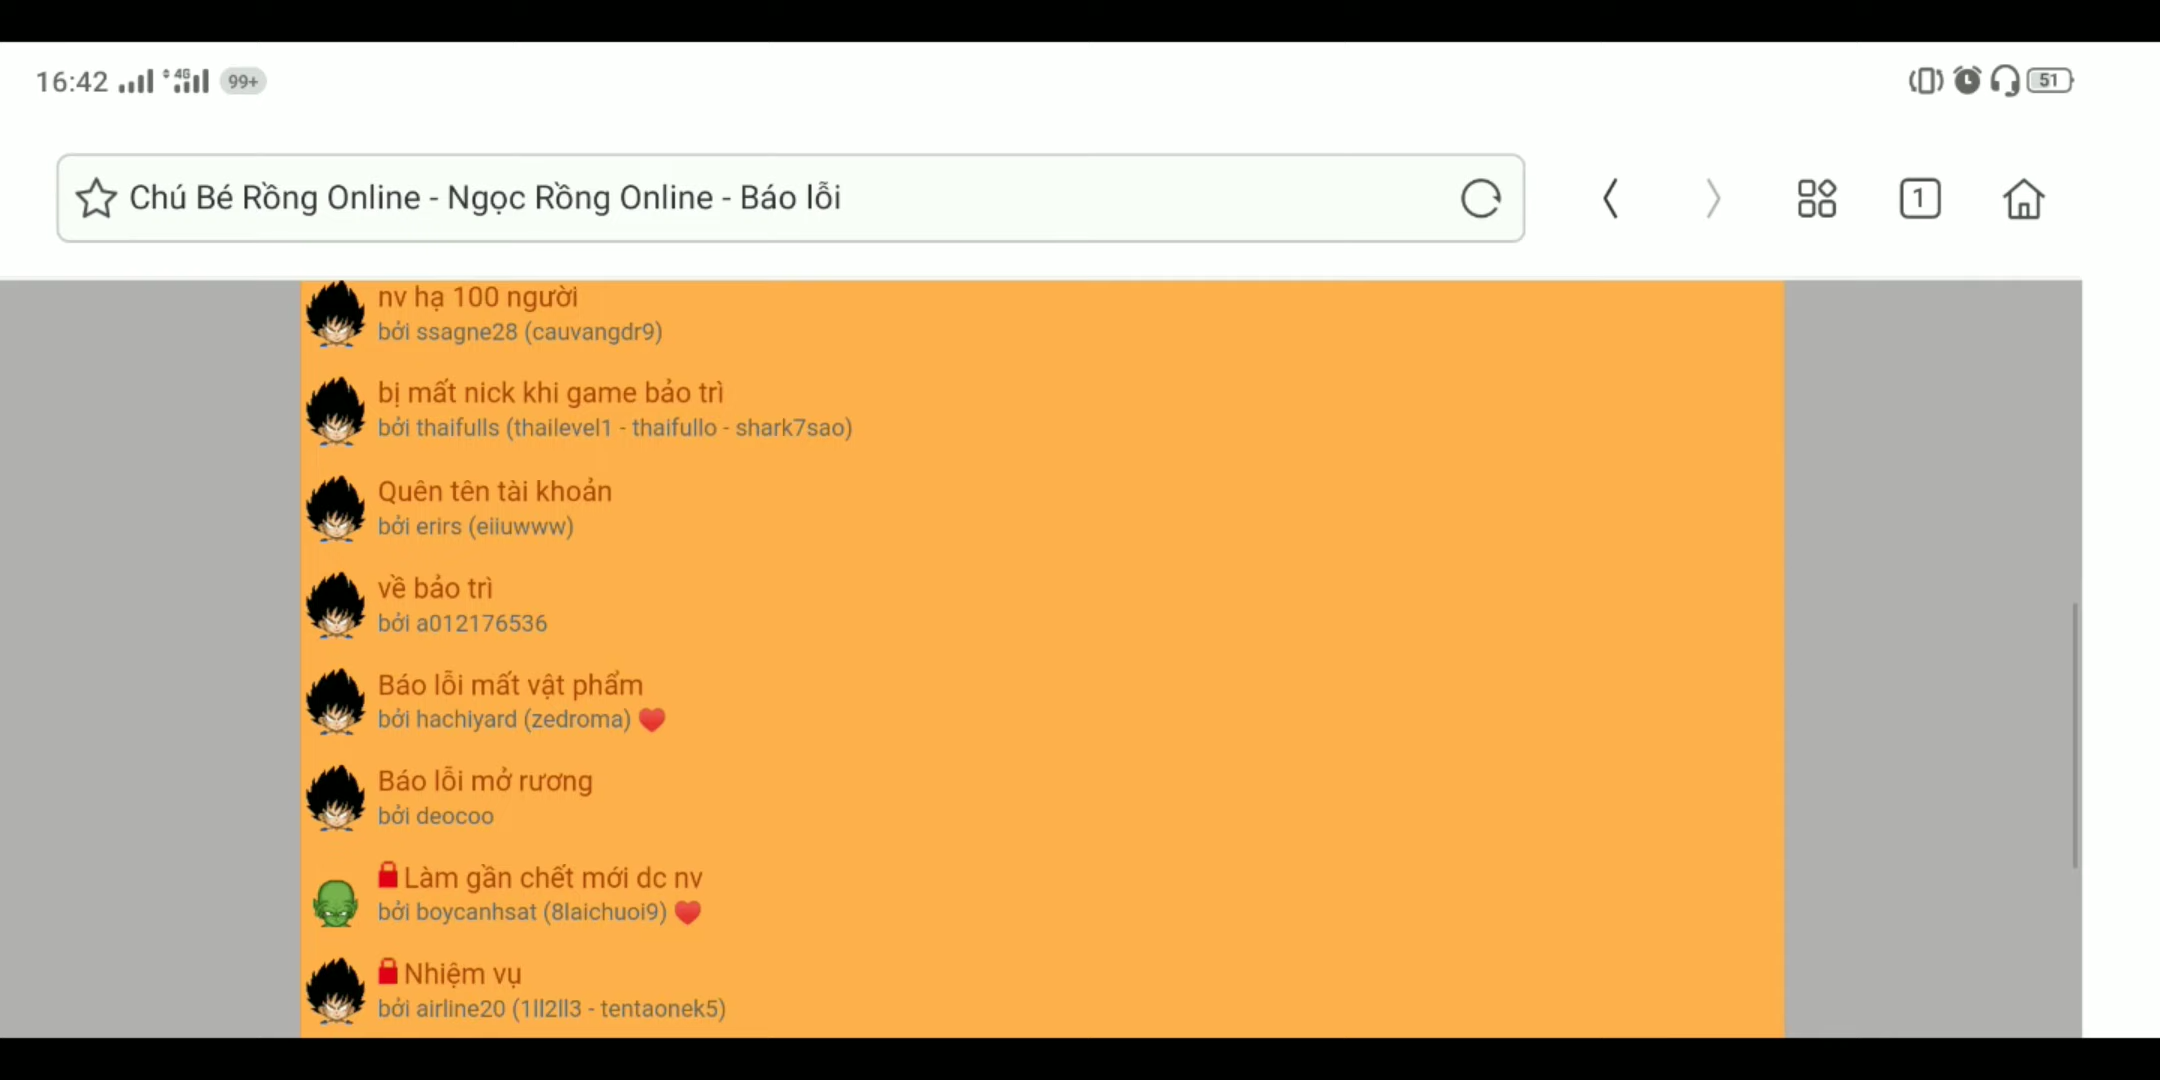 16:42 4G 99+ 51
Chú Bé Rồng Online - Ngọc Rồng Online - Báo lỗi 1
nv hạ 100 người
bởi ssagne28 (cauvangdr9)
bị mất nick khi game bảo trì
bởi thaifulls (thailevel1 - thaifullo - shark7sao)
Quên tên tài khoản
bởi erirs (eiiuwww)
về bảo trì
bởi a012176536
Báo lỗi mất vật phẩm
bởi hachiyard (zedroma)
Báo lỗi mở rương
bởi deocoo
Làm gần chết mới dc nv
bởi boycanhsat (8laichuoi9)
Nhiệm vụ
bởi airline20 (1ll2ll3 - tentaonek5)